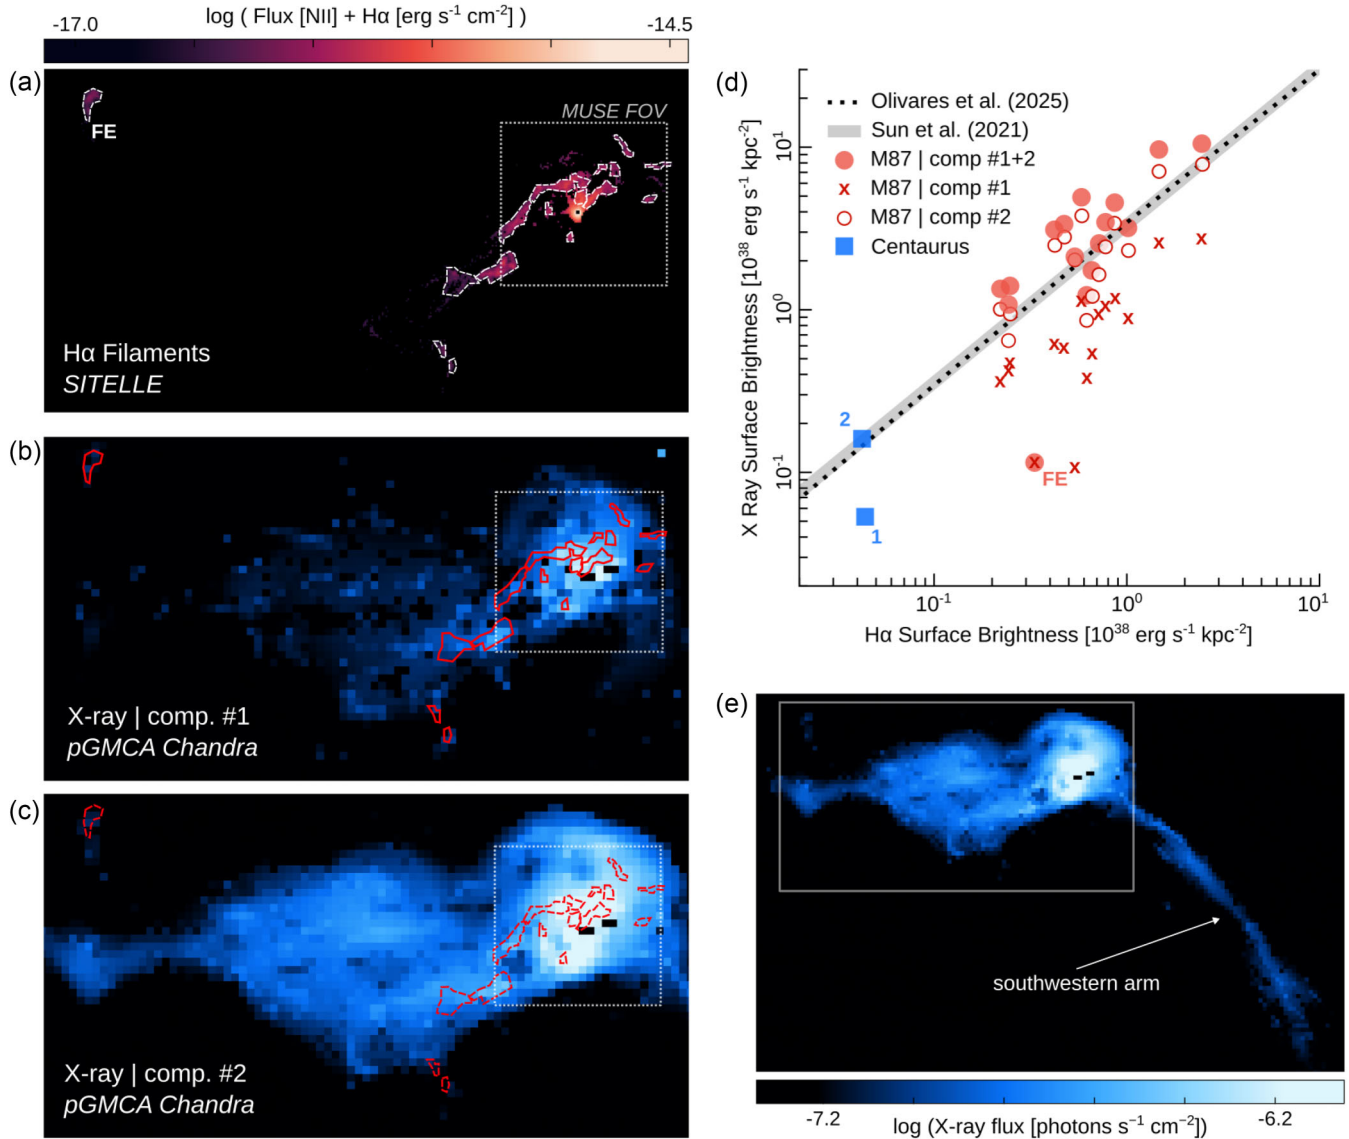 log ( Flux [NII] + Hα [erg s⁻¹ cm⁻²] )
-17.0
-14.5
(a)
FE
MUSE FOV
Hα Filaments
SITELLE
(b)
X-ray | comp. #1
pGMCA Chandra
(c)
X-ray | comp. #2
pGMCA Chandra
(d)
Olivares et al. (2025)
Sun et al. (2021)
M87 | comp #1+2
M87 | comp #1
M87 | comp #2
Centaurus
X Ray Surface Brightness [10³⁸ erg s⁻¹ kpc⁻²]
10¹
10⁰
10⁻¹
2
FE
1
10⁻¹
10⁰
10¹
Hα Surface Brightness [10³⁸ erg s⁻¹ kpc⁻²]
(e)
southwestern arm
-7.2
-6.2
log (X-ray flux [photons s⁻¹ cm⁻²])